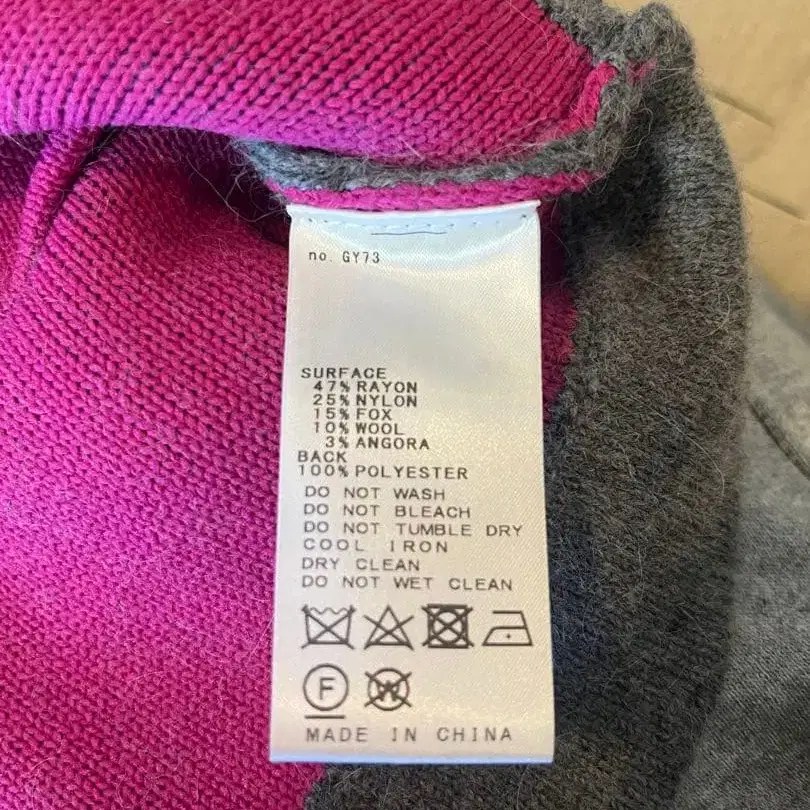 no. GY73
SURFACE
47% RAYON
25% NYLON
15% FOX
10% WOOL
3% ANGORA
BACK
100% POLYESTER
DO NOT WASH
DO NOT BLEACH
DO NOT TUMBLE DRY
COOL IRON
DRY CLEAN
DO NOT WET CLEAN
F W
MADE IN CHINA